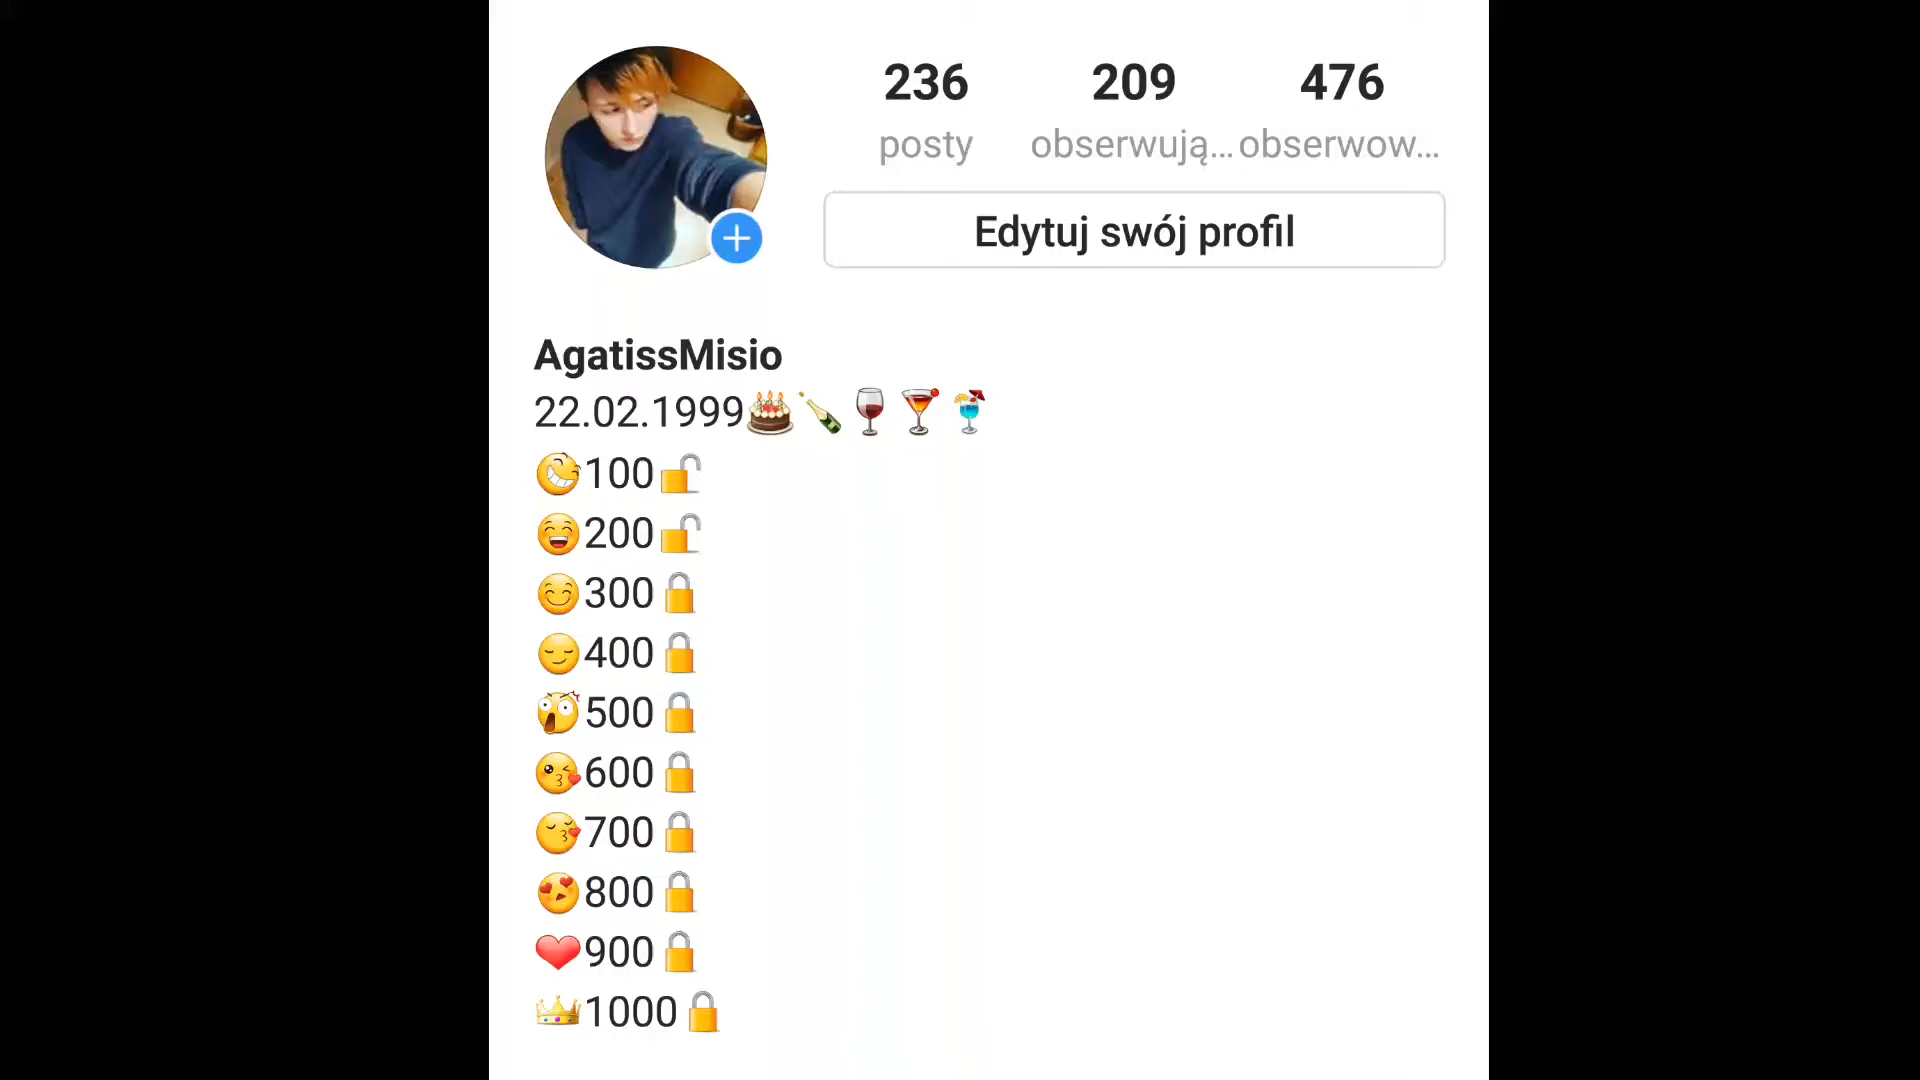 236 209 476
posty obserwują... obserwow...
Edytuj swój profil
AgatissMisio
22.02.1999🎂🍾🍷🍸🍹
😆100🔓
😄200🔓
😊300🔒
😏400🔒
😲500🔒
😘600🔒
😚700🔒
😍800🔒
❤900🔒
👑1000🔒